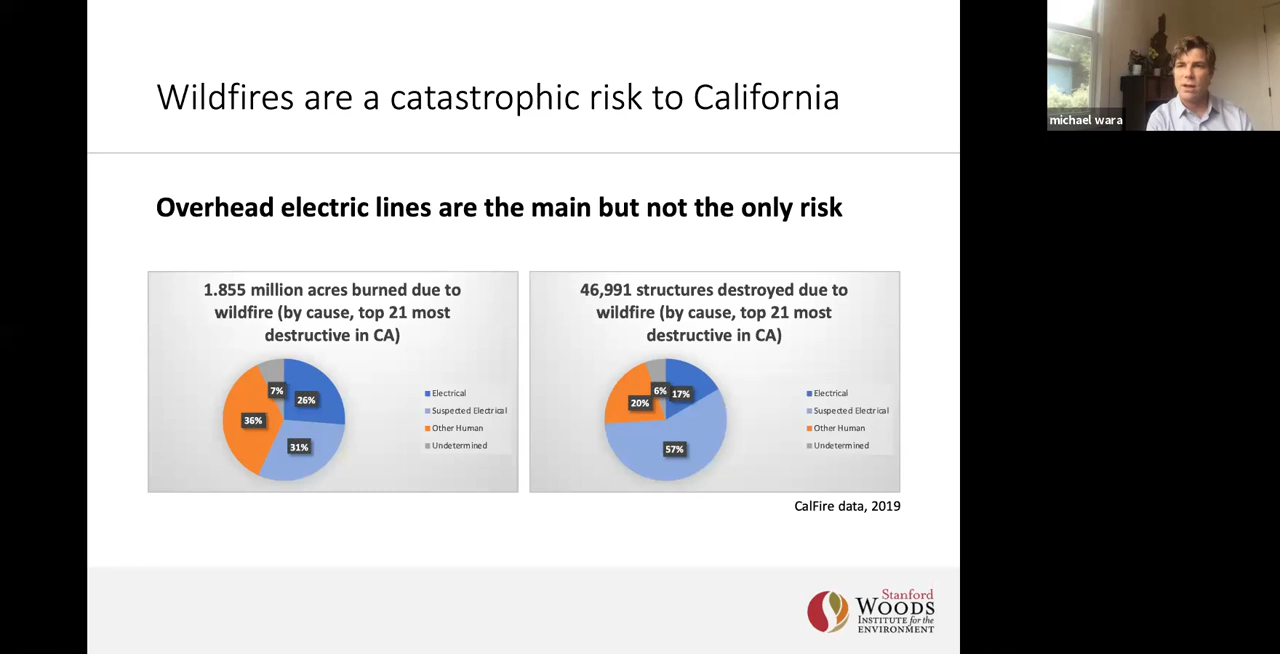 Wildfires are a catastrophic risk to California
michael wara
Overhead electric lines are the main but not the only risk
1.855 million acres burned due to
wildfire (by cause, top 21 most
destructive in CA)
7%
26%
36%
31%
Electrical
Suspected Electrical
Other Human
Undetermined
46,991 structures destroyed due to
wildfire (by cause, top 21 most
destructive in CA)
6%
17%
20%
57%
Electrical
Suspected Electrical
Other Human
Undetermined
CalFire data, 2019
Stanford
WOODS
INSTITUTE for the
ENVIRONMENT